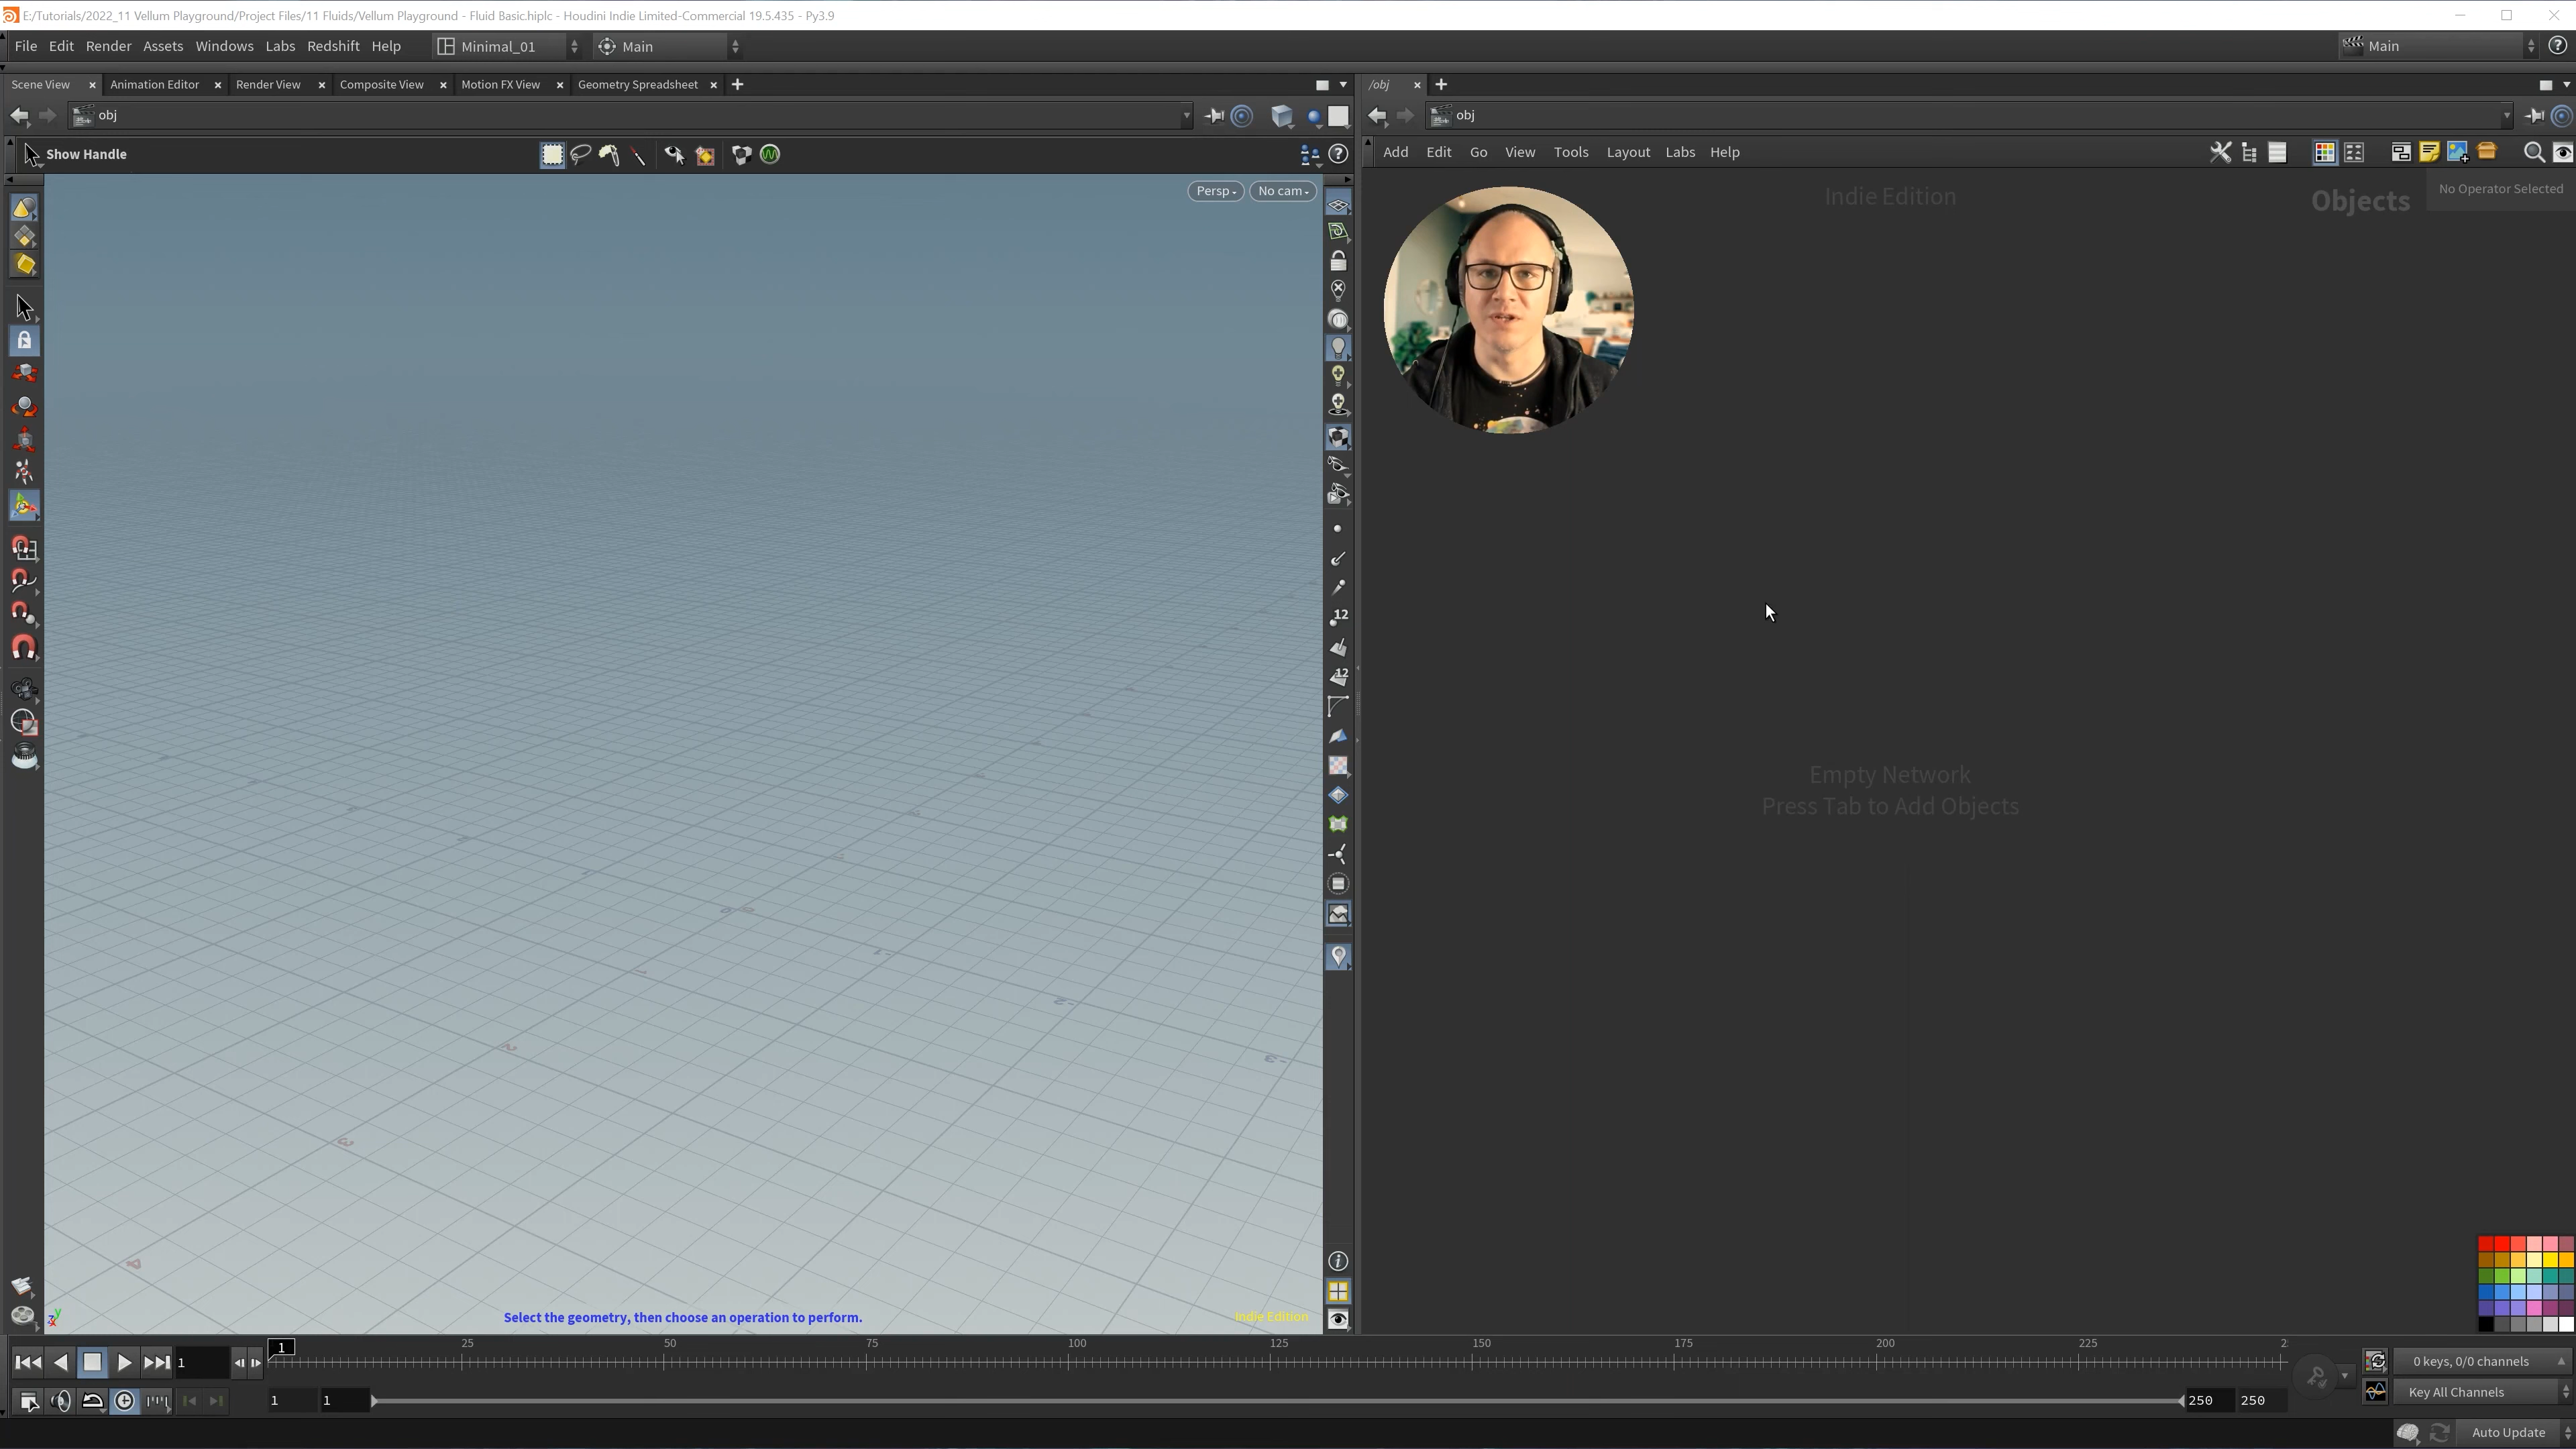 E:/Tutorials/2022_11 Vellum Playground/Project Files/11 Fluids/Vellum Playground - Fluid Basic.hiplc - Houdini Indie Limited-Commercial 19.5.435 - Py3.9
File Edit Render Assets Windows Labs Redshift Help Minimal_01 Main Main
Scene View Animation Editor Render View Composite View Motion FX View Geometry Spreadsheet /obj
obj obj
Show Handle
Add Edit Go View Tools Layout Labs Help
Persp No cam
Indie Edition Objects No Operator Selected
12
12
Empty Network
Press Tab to Add Objects
Select the geometry, then choose an operation to perform.
Indie Edition
1 25 50 75 100 125 150 175 200 225
1
0 keys, 0/0 channels
1 1 250 250
Key All Channels
Auto Update